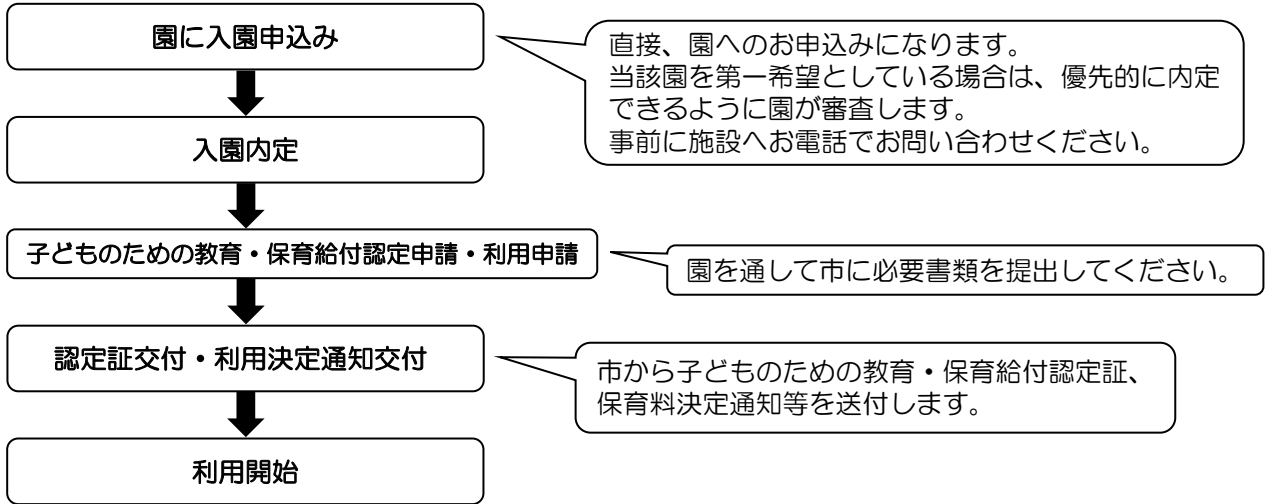 園に入園申込み
直接、園へのお申込みになります。
当該園を第一希望としている場合は、優先的に内定
できるように園が審査します。
事前に施設へお電話でお問い合わせください。
入園内定
子どものための教育・保育給付認定申請・利用申請
園を通して市に必要書類を提出してください。
認定証交付・利用決定通知交付
市から子どものための教育・保育給付認定証、
保育料決定通知等を送付します。
利用開始